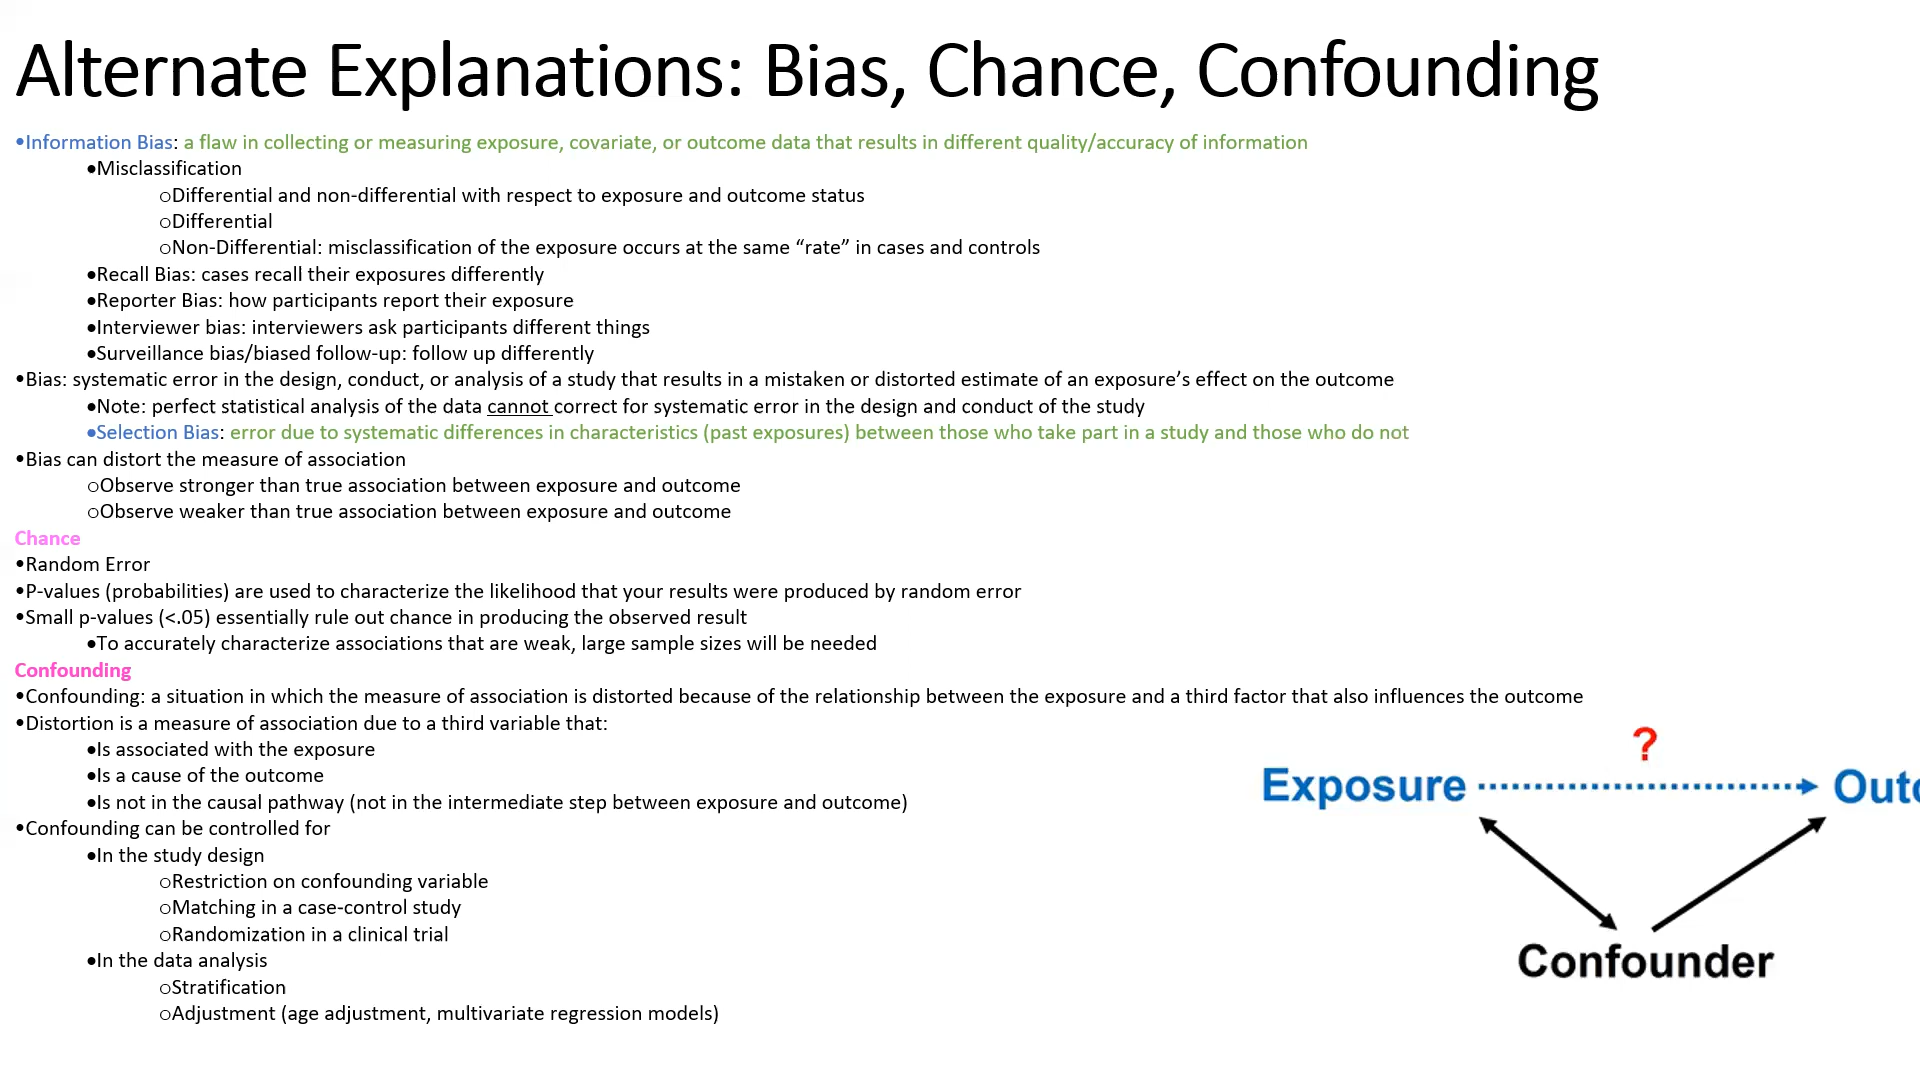 Alternate Explanations: Bias, Chance, Confounding
•Information Bias: a flaw in collecting or measuring exposure, covariate, or outcome data that results in different quality/accuracy of information
•Misclassification
oDifferential and non-differential with respect to exposure and outcome status
oDifferential
oNon-Differential: misclassification of the exposure occurs at the same “rate” in cases and controls
•Recall Bias: cases recall their exposures differently
•Reporter Bias: how participants report their exposure
•Interviewer bias: interviewers ask participants different things
•Surveillance bias/biased follow-up: follow up differently
•Bias: systematic error in the design, conduct, or analysis of a study that results in a mistaken or distorted estimate of an exposure’s effect on the outcome
•Note: perfect statistical analysis of the data cannot correct for systematic error in the design and conduct of the study
•Selection Bias: error due to systematic differences in characteristics (past exposures) between those who take part in a study and those who do not
•Bias can distort the measure of association
oObserve stronger than true association between exposure and outcome
oObserve weaker than true association between exposure and outcome
Chance
•Random Error
•P-values (probabilities) are used to characterize the likelihood that your results were produced by random error
•Small p-values (<.05) essentially rule out chance in producing the observed result
•To accurately characterize associations that are weak, large sample sizes will be needed
Confounding
•Confounding: a situation in which the measure of association is distorted because of the relationship between the exposure and a third factor that also influences the outcome
•Distortion is a measure of association due to a third variable that:
•Is associated with the exposure
•Is a cause of the outcome
•Is not in the causal pathway (not in the intermediate step between exposure and outcome)
•Confounding can be controlled for
•In the study design
oRestriction on confounding variable
oMatching in a case-control study
oRandomization in a clinical trial
•In the data analysis
oStratification
oAdjustment (age adjustment, multivariate regression models)
?
Exposure
Confounder